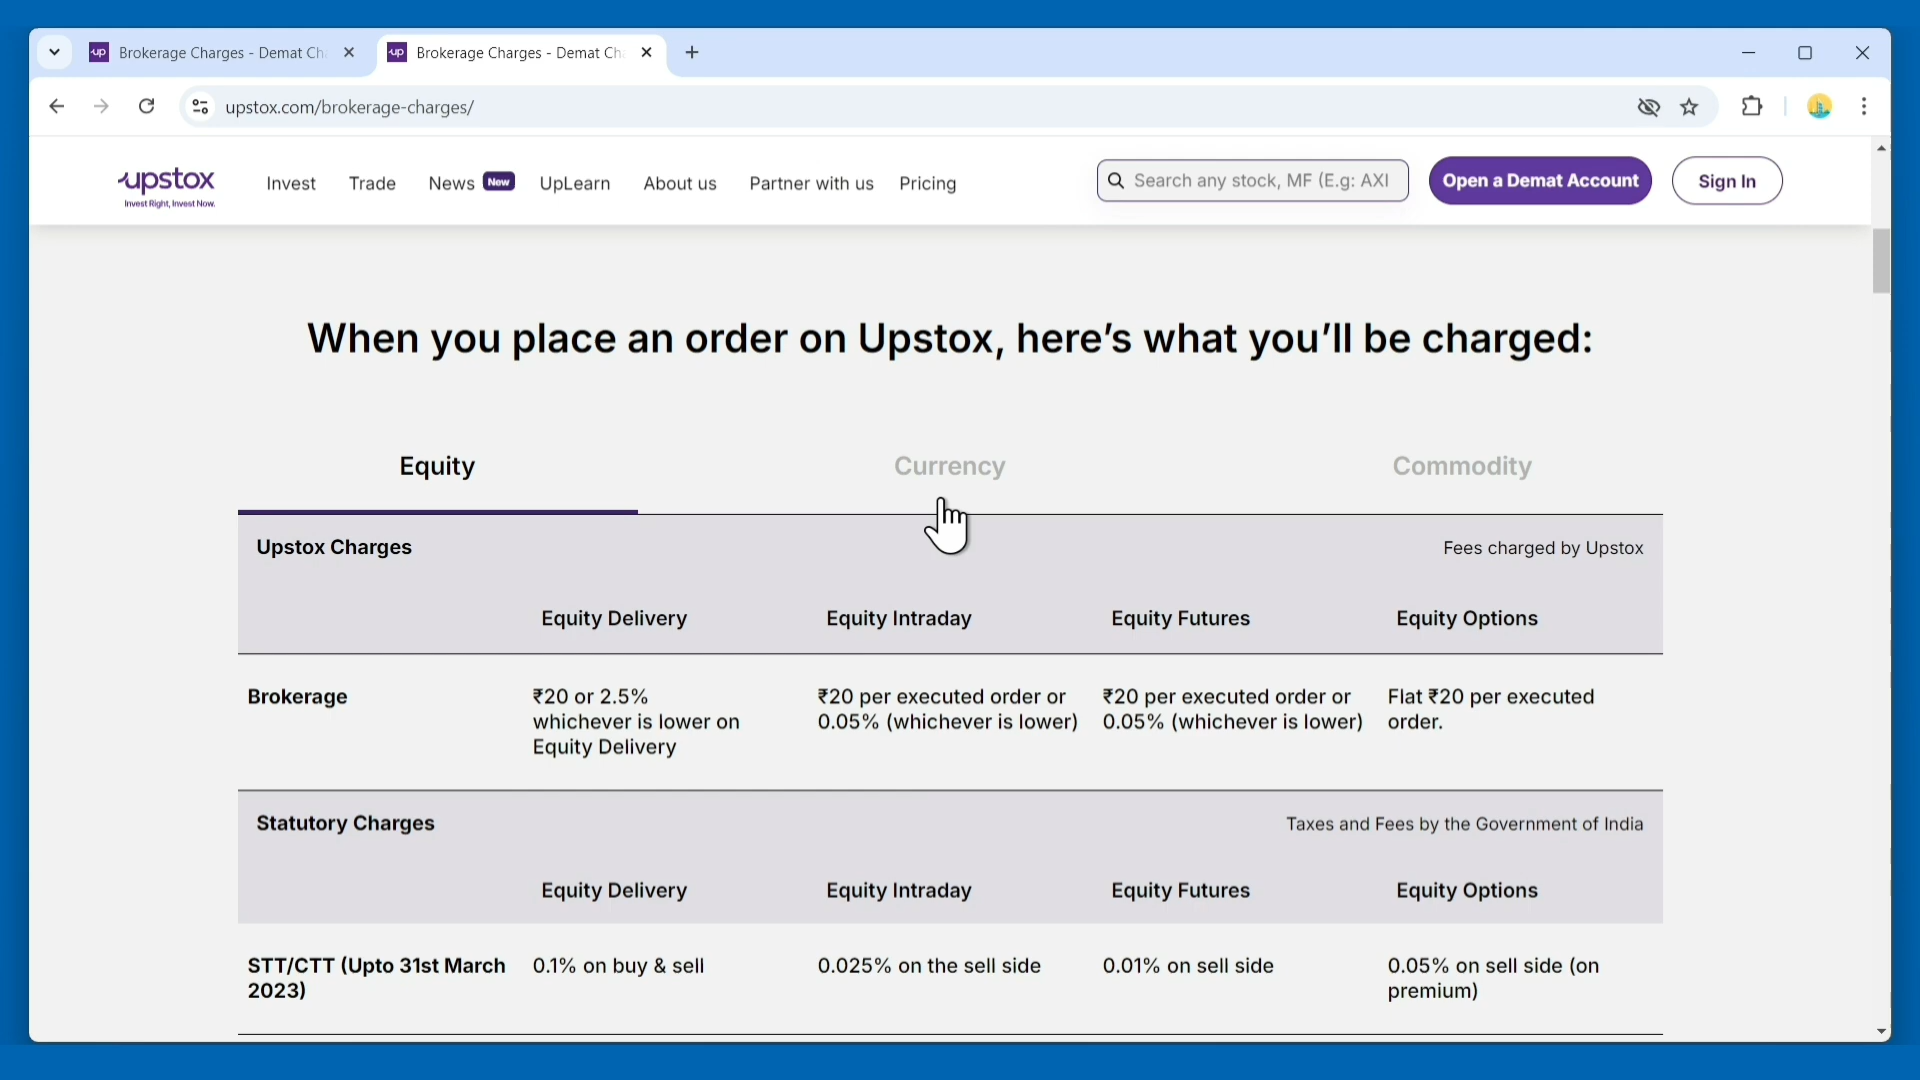 up Brokerage Charges - Demat Ch
up Brokerage Charges - Demat Ch
upstox.com/brokerage-charges/
upstox
Invest Right, Invest Now.
Invest Trade News New UpLearn About us Partner with us Pricing
Search any stock, MF (E.g: AXI
Open a Demat Account
Sign In
When you place an order on Upstox, here’s what you’ll be charged:
Equity Currency Commodity
Upstox Charges Fees charged by Upstox
Equity Delivery Equity Intraday Equity Futures Equity Options
Brokerage ₹20 or 2.5% ₹20 per executed order or ₹20 per executed order or Flat ₹20 per executed
whichever is lower on 0.05% (whichever is lower) 0.05% (whichever is lower) order.
Equity Delivery
Statutory Charges Taxes and Fees by the Government of India
Equity Delivery Equity Intraday Equity Futures Equity Options
STT/CTT (Upto 31st March 0.1% on buy & sell 0.025% on the sell side 0.01% on sell side 0.05% on sell side (on
2023) premium)